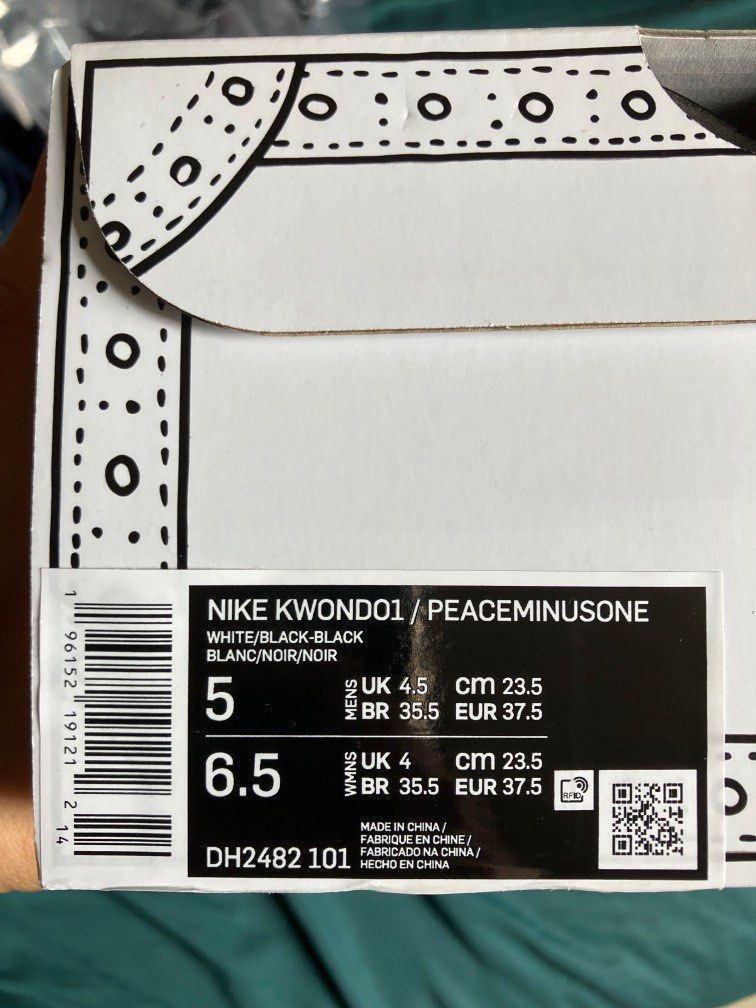 NIKE KWONDO1 / PEACEMINUSONE
WHITE/BLACK-BLACK
BLANC/NOIR/NOIR
5 MENS UK 4.5 cm 23.5
BR 35.5 EUR 37.5
6.5 WMNS UK 4 cm 23.5
BR 35.5 EUR 37.5
RFID
DH2482 101
MADE IN CHINA /
FABRIQUE EN CHINE /
FABRICADO NA CHINA /
HECHO EN CHINA
1 96152 19121 2 14